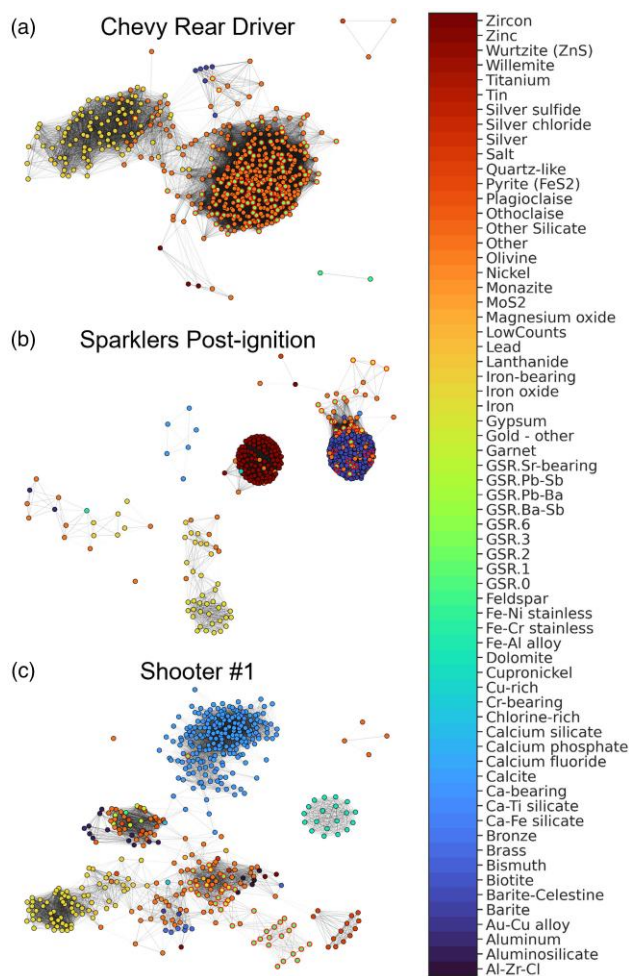 (a) Chevy Rear Driver
(b) Sparklers Post-ignition
(c) Shooter #1
Zircon
Zinc
Wurtzite (ZnS)
Willemite
Titanium
Tin
Silver sulfide
Silver chloride
Silver
Salt
Quartz-like
Pyrite (FeS2)
Plagioclaise
Othoclaise
Other Silicate
Other
Olivine
Nickel
Monazite
MoS2
Magnesium oxide
LowCounts
Lead
Lanthanide
Iron-bearing
Iron oxide
Iron
Gypsum
Gold - other
Garnet
GSR.Sr-bearing
GSR.Pb-Sb
GSR.Pb-Ba
GSR.Ba-Sb
GSR.6
GSR.3
GSR.2
GSR.1
GSR.0
Feldspar
Fe-Ni stainless
Fe-Cr stainless
Fe-Al alloy
Dolomite
Cupronickel
Cu-rich
Cr-bearing
Chlorine-rich
Calcium silicate
Calcium phosphate
Calcium fluoride
Calcite
Ca-bearing
Ca-Ti silicate
Ca-Fe silicate
Bronze
Brass
Bismuth
Biotite
Barite-Celestine
Barite
Au-Cu alloy
Aluminum
Aluminosilicate
Al-Zr-Cl